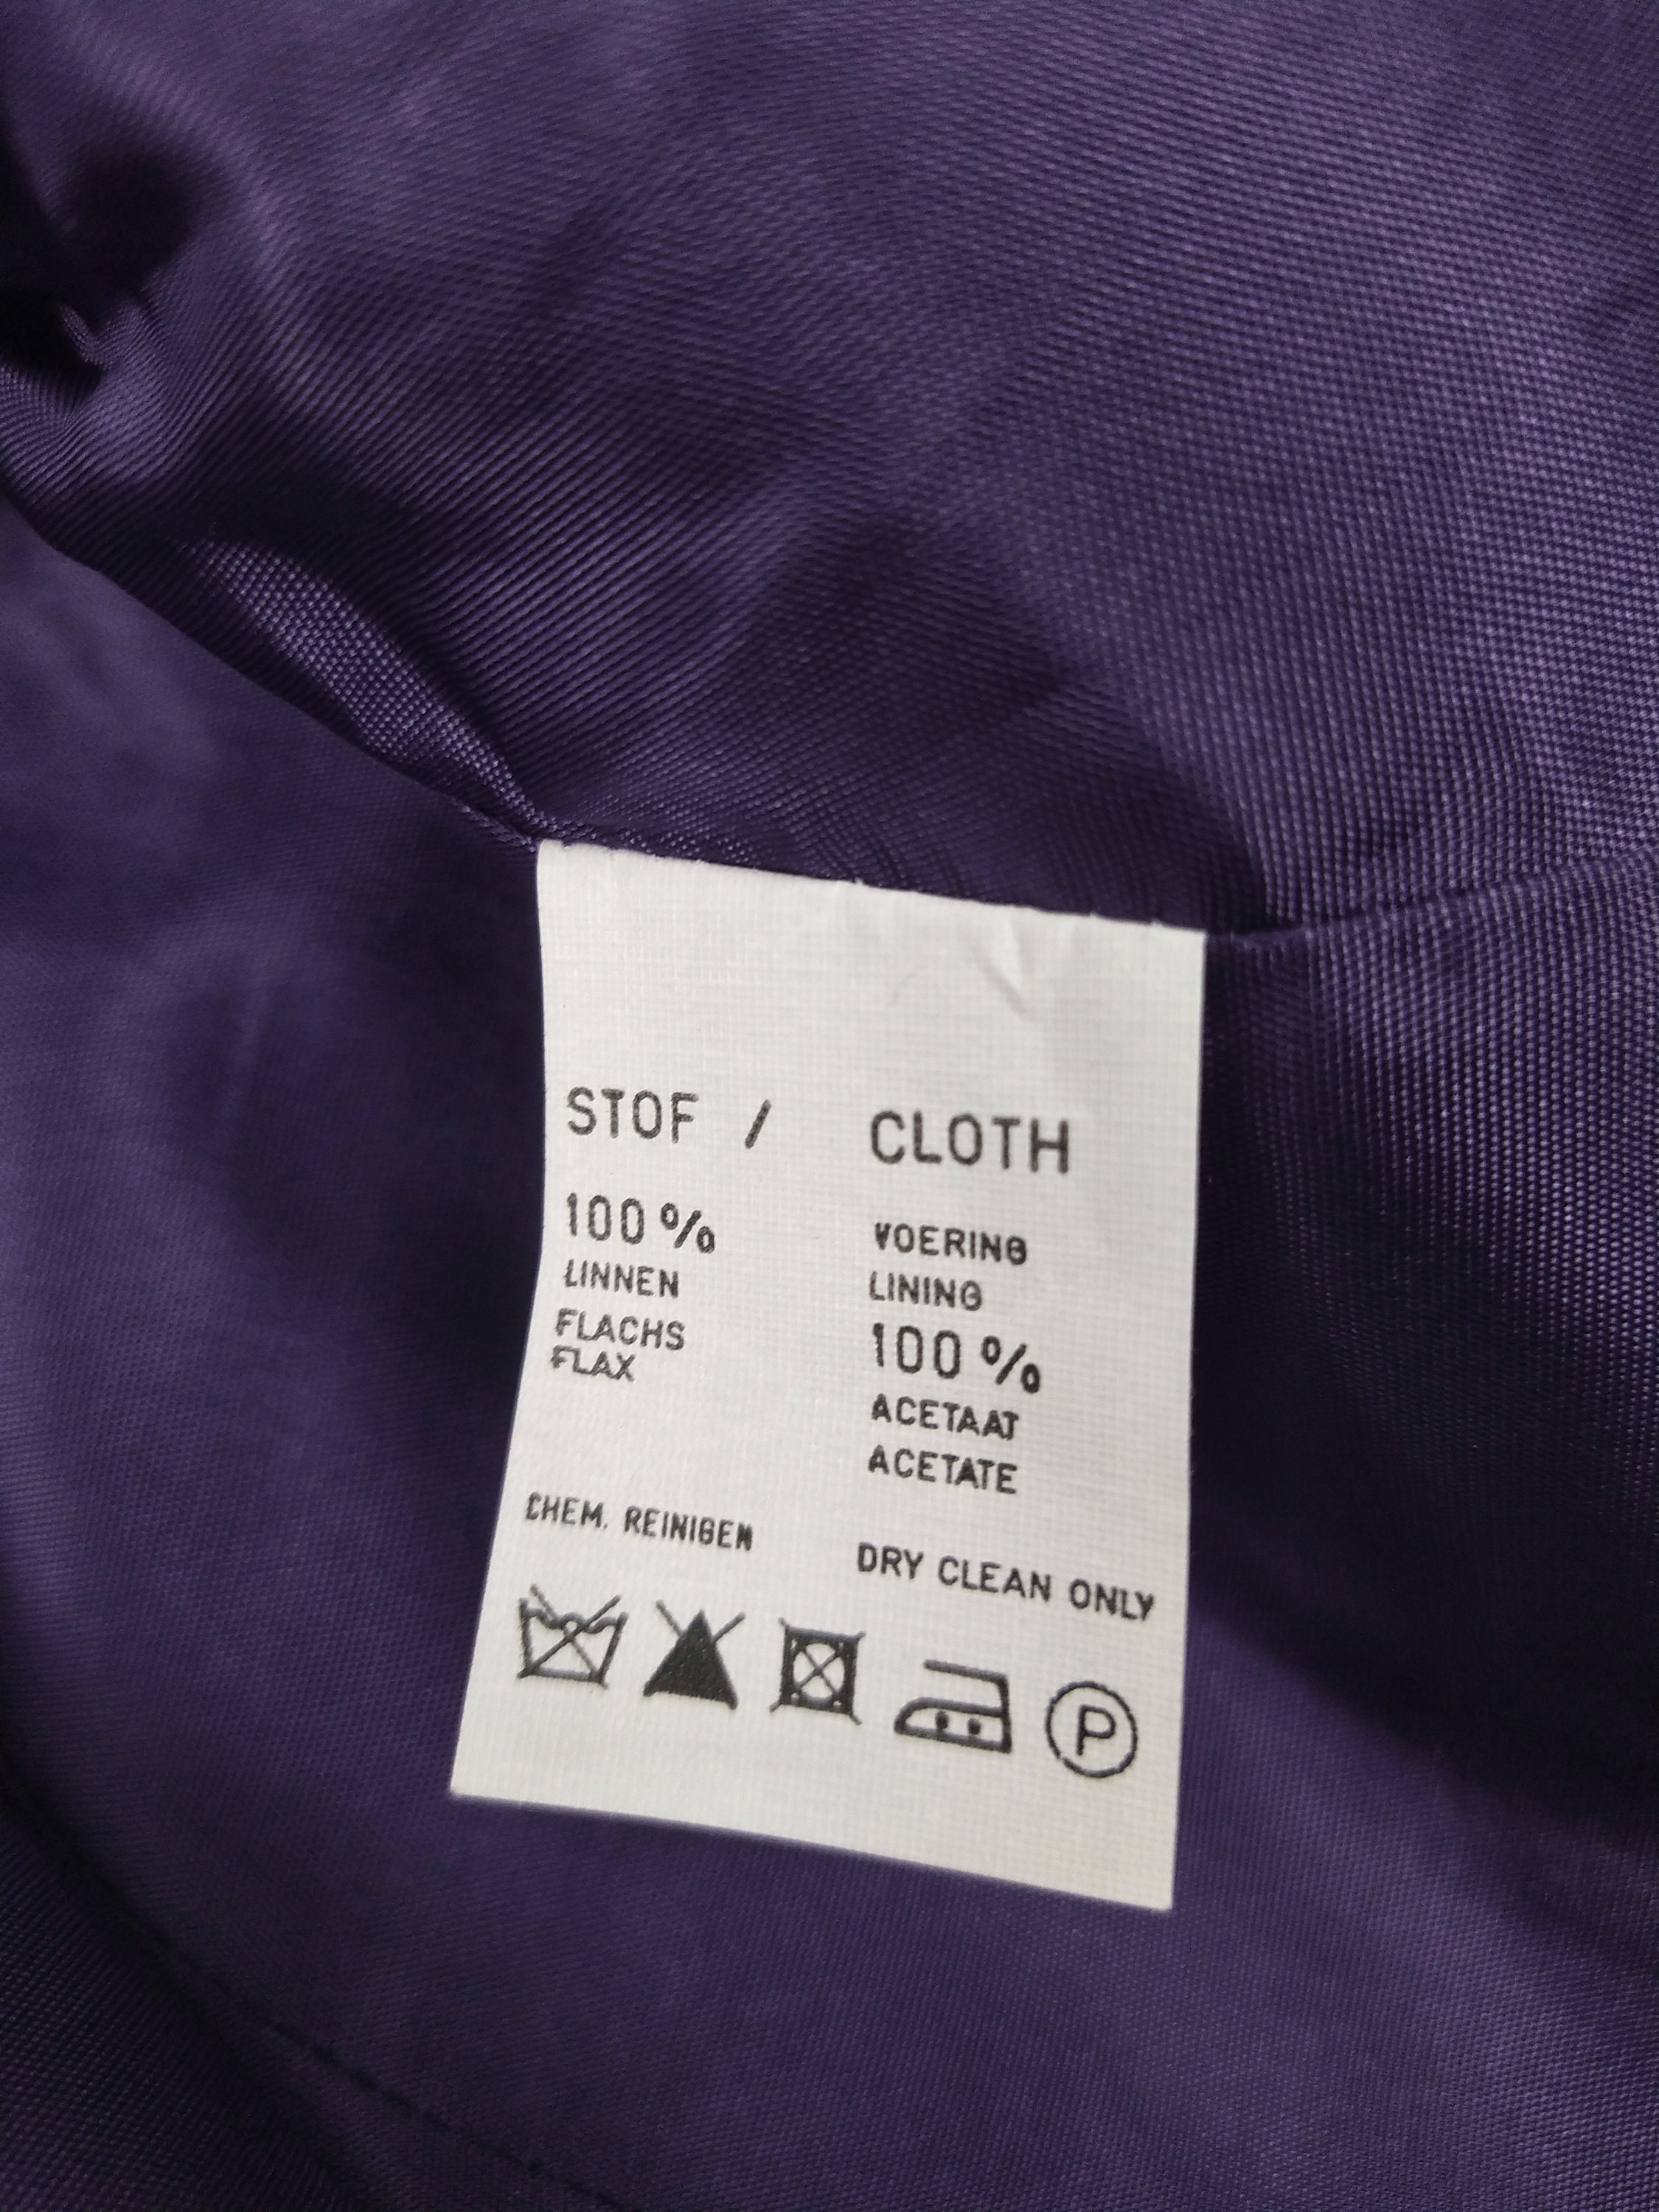 STOF / CLOTH
100%
LINNEN
FLACHS
FLAX
VOERING
LINING
100%
ACETAAT
ACETATE
CHEM. REINIGEN
DRY CLEAN ONLY
P